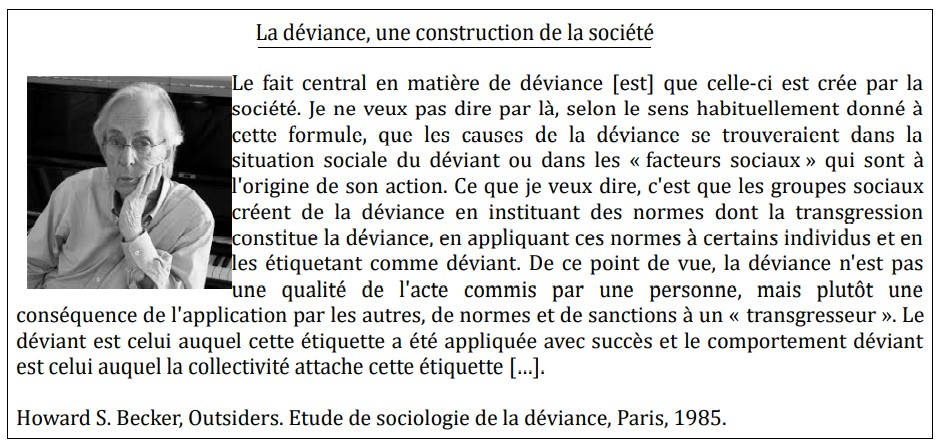 La déviance, une construction de la société
Le fait central en matière de déviance [est] que celle-ci est crée par la
société. Je ne veux pas dire par là, selon le sens habituellement donné à
cette formule, que les causes de la déviance se trouveraient dans la
situation sociale du déviant ou dans les « facteurs sociaux » qui sont à
l'origine de son action. Ce que je veux dire, c'est que les groupes sociaux
créent de la déviance en instituant des normes dont la transgression
constitue la déviance, en appliquant ces normes à certains individus et en
les étiquetant comme déviant. De ce point de vue, la déviance n'est pas
une qualité de l'acte commis par une personne, mais plutôt une
conséquence de l'application par les autres, de normes et de sanctions à un « transgresseur ». Le
déviant est celui auquel cette étiquette a été appliquée avec succès et le comportement déviant
est celui auquel la collectivité attache cette étiquette [...].
Howard S. Becker, Outsiders. Etude de sociologie de la déviance, Paris, 1985.